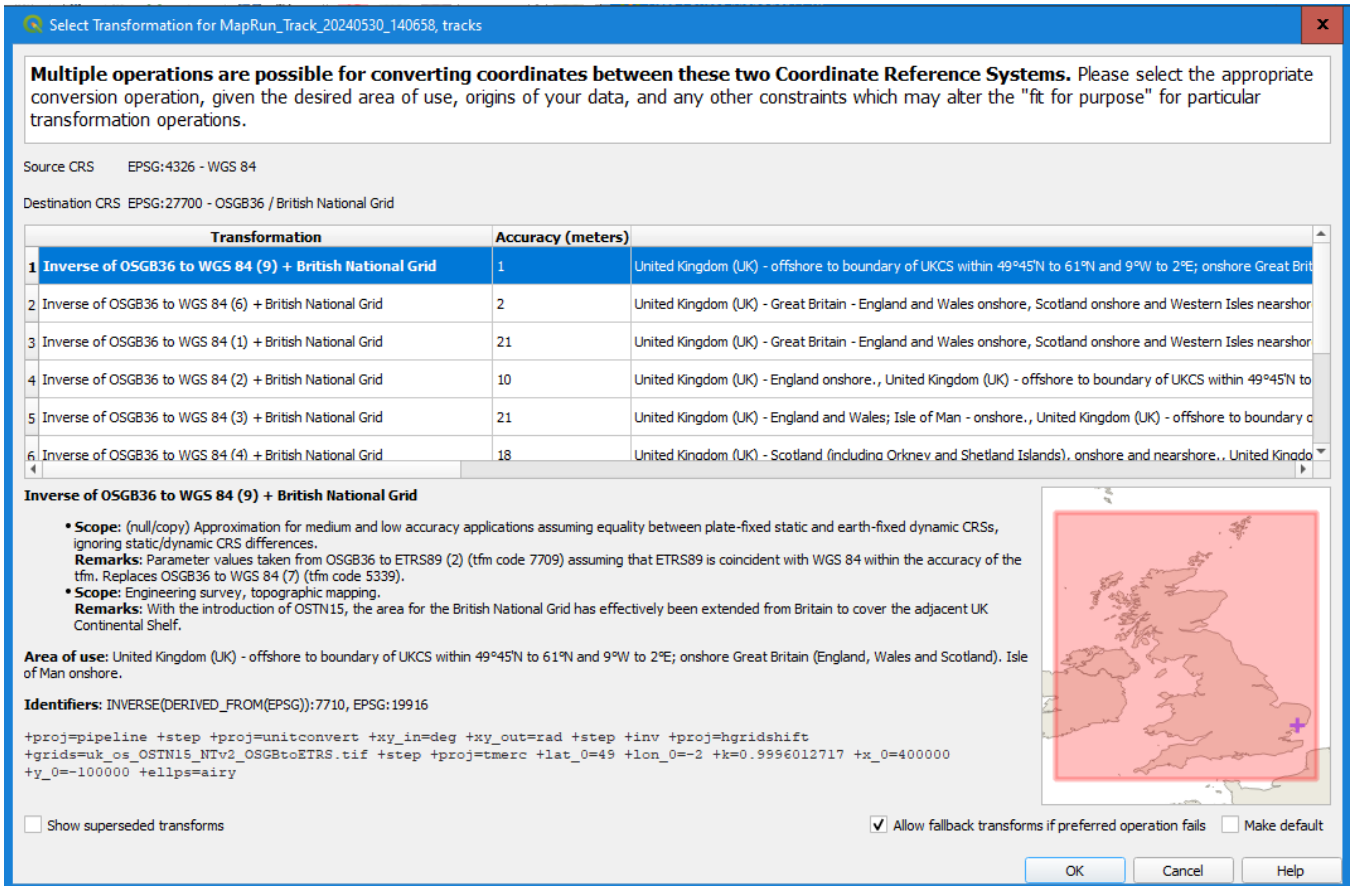 Select Transformation for MapRun_Track_20240530_140658, tracks
x
Multiple operations are possible for converting coordinates between these two Coordinate Reference Systems. Please select the appropriate
conversion operation, given the desired area of use, origins of your data, and any other constraints which may alter the "fit for purpose" for particular
transformation operations.
Source CRS EPSG:4326 - WGS 84
Destination CRS EPSG:27700 - OSGB36 / British National Grid
Transformation Accuracy (meters)
1 Inverse of OSGB36 to WGS 84 (9) + British National Grid 1 United Kingdom (UK) - offshore to boundary of UKCS within 49°45'N to 61°N and 9°W to 2°E; onshore Great Brit
2 Inverse of OSGB36 to WGS 84 (6) + British National Grid 2 United Kingdom (UK) - Great Britain - England and Wales onshore, Scotland onshore and Western Isles nearshor
3 Inverse of OSGB36 to WGS 84 (1) + British National Grid 21 United Kingdom (UK) - Great Britain - England and Wales onshore, Scotland onshore and Western Isles nearshor
4 Inverse of OSGB36 to WGS 84 (2) + British National Grid 10 United Kingdom (UK) - England onshore., United Kingdom (UK) - offshore to boundary of UKCS within 49°45'N to
5 Inverse of OSGB36 to WGS 84 (3) + British National Grid 21 United Kingdom (UK) - England and Wales; Isle of Man - onshore., United Kingdom (UK) - offshore to boundary o
6 Inverse of OSGB36 to WGS 84 (4) + British National Grid 18 United Kingdom (UK) - Scotland (including Orkney and Shetland Islands), onshore and nearshore., United Kingdo
Inverse of OSGB36 to WGS 84 (9) + British National Grid
• Scope: (null/copy) Approximation for medium and low accuracy applications assuming equality between plate-fixed static and earth-fixed dynamic CRSs,
ignoring static/dynamic CRS differences.
Remarks: Parameter values taken from OSGB36 to ETRS89 (2) (tfm code 7709) assuming that ETRS89 is coincident with WGS 84 within the accuracy of the
tfm. Replaces OSGB36 to WGS 84 (7) (tfm code 5339).
• Scope: Engineering survey, topographic mapping.
Remarks: With the introduction of OSTN15, the area for the British National Grid has effectively been extended from Britain to cover the adjacent UK
Continental Shelf.
Area of use: United Kingdom (UK) - offshore to boundary of UKCS within 49°45'N to 61°N and 9°W to 2°E; onshore Great Britain (England, Wales and Scotland). Isle
of Man onshore.
Identifiers: INVERSE(DERIVED_FROM(EPSG)):7710, EPSG:19916
+proj=pipeline +step +proj=unitconvert +xy_in=deg +xy_out=rad +step +inv +proj=hgridshift
+grids=uk_os_OSTN15_NTv2_OSGBtoETRS.tif +step +proj=tmerc +lat_0=49 +lon_0=-2 +k=0.9996012717 +x_0=400000
+y_0=-100000 +ellps=airy
Show superseded transforms
Allow fallback transforms if preferred operation fails
Make default
OK
Cancel
Help